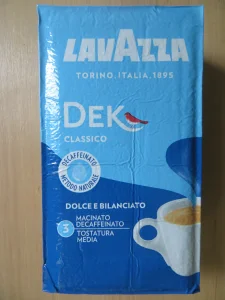 LAVAZZA
TORINO, ITALIA, 1895
DEK
CLASSICO
DECAFFEINATO
METODO NATURALE
DOLCE E BILANCIATO
3
MACINATO
DECAFFEINATO
TOSTATURA
MEDIA